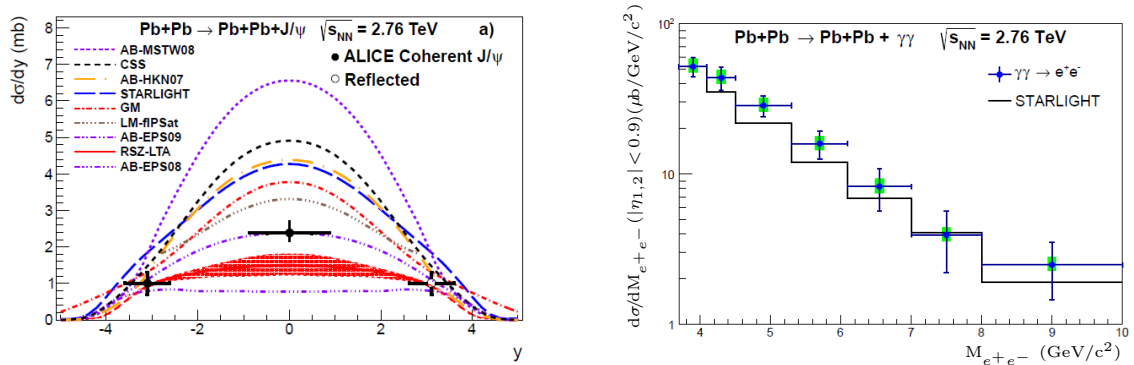 Pb+Pb → Pb+Pb+J/ψ √sNN = 2.76 TeV a)
AB-MSTW08
CSS
AB-HKN07
STARLIGHT
GM
LM-fIPSat
AB-EPS09
RSZ-LTA
AB-EPS08
ALICE Coherent J/ψ
Reflected
dσ/dy (mb)
8
7
6
5
4
3
2
1
0
-4 -2 0 2 4
y
Pb+Pb → Pb+Pb + γγ √sNN = 2.76 TeV
γγ → e+e-
STARLIGHT
dσ/dMe+e− (|η1,2| < 0.9)(μb/GeV/c2)
10²
10
1
4 5 6 7 8 9 10
Me+e− (GeV/c2)